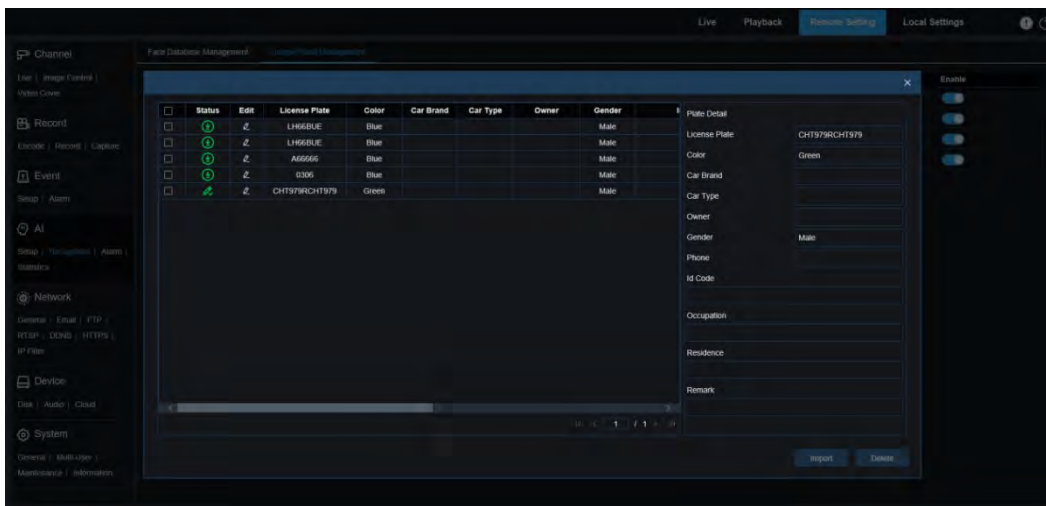 Live Playback Remote Setting Local Settings
Channel
Live | Image Control |
Video Cover
Record
Encode | Record | Capture
Event
Setup | Alarm
AI
Setup | Recognition | Alarm |
Statistics
Network
General | Email | FTP |
RTSP | DDNS | HTTPS |
IP Filter
Device
Disk | Audio | Cloud
System
General | Multi-User |
Maintenance | Information
Face Database Management License Plate Management
Enable
Status Edit License Plate Color Car Brand Car Type Owner Gender
LH66BUE Blue Male
LH66BUE Blue Male
A66666 Blue Male
0306 Blue Male
CHT979RCHT979 Green Male
1 / 1
Plate Detail
License Plate CHT979RCHT979
Color Green
Car Brand
Car Type
Owner
Gender Male
Phone
Id Code
Occupation
Residence
Remark
Import Delete